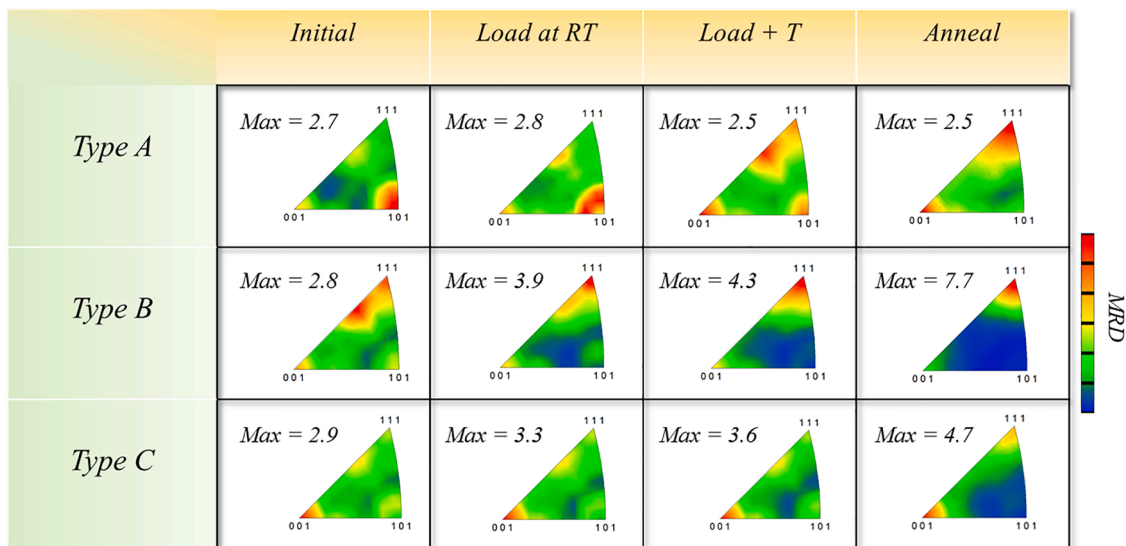 Initial Load at RT Load + T Anneal
Type A
Max = 2.7
111
001
101
Max = 2.8
111
001
101
Max = 2.5
111
001
101
Max = 2.5
111
001
101
Type B
Max = 2.8
111
001
101
Max = 3.9
111
001
101
Max = 4.3
111
001
101
Max = 7.7
111
001
101
MRD
Type C
Max = 2.9
111
001
101
Max = 3.3
111
001
101
Max = 3.6
111
001
101
Max = 4.7
111
001
101